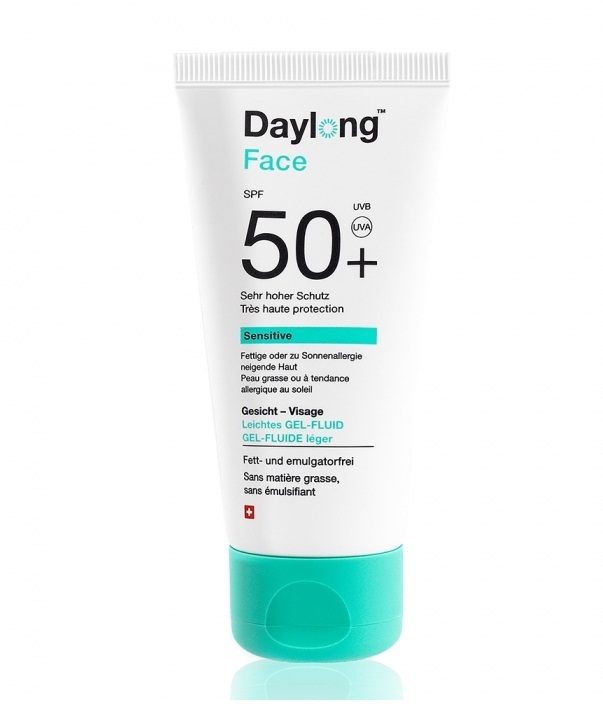 Daylong™
Face
SPF
50+
UVB
UVA
Sehr hoher Schutz
Très haute protection
Sensitive
Fettige oder zu Sonnenallergie
neigende Haut
Peau grasse ou à tendance
allergique au soleil
Gesicht – Visage
Leichtes GEL-FLUID
GEL-FLUIDE léger
Fett- und emulgatorfrei
Sans matière grasse,
sans émulsifiant